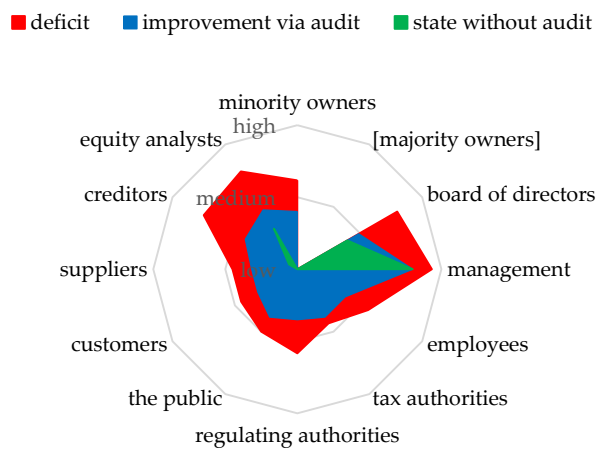 deficit improvement via audit state without audit
minority owners
high
equity analysts [majority owners]
creditors medium board of directors
suppliers low management
customers employees
the public tax authorities
regulating authorities